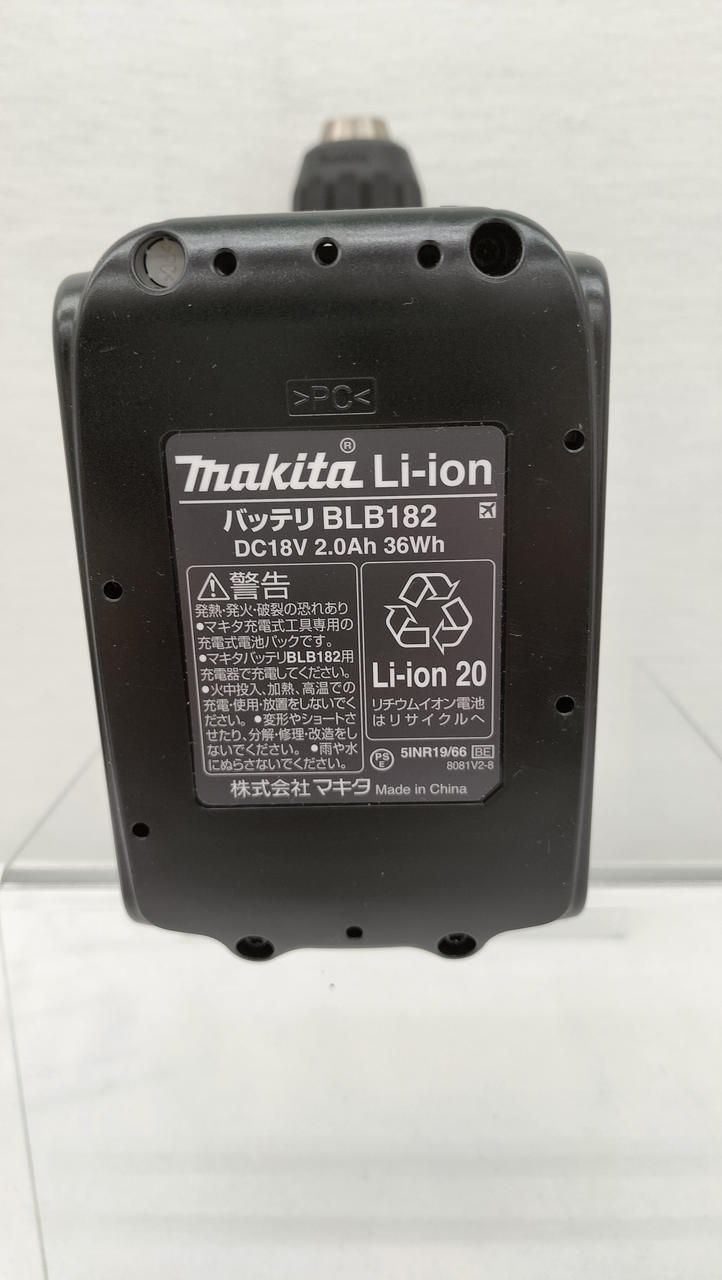 >PC<
makita® Li-ion
バッテリ BLB182
DC18V 2.0Ah 36Wh
警告
発熱・発火・破裂の恐れあり
●マキタ充電式工具専用の
充電式電池パックです。
●マキタバッテリBLB182用
充電器で充電してください。
●火中投入、加熱、高温での
充電・使用・放置をしないでく
ださい。●変形やショートさ
せたり、分解・修理・改造をし
ないでください。●雨や水
にぬらさないでください。
Li-ion 20
リチウムイオン電池
はリサイクルへ
PS
E
5INR19/66 BE
8081V2-8
株式会社 マキタ Made in China